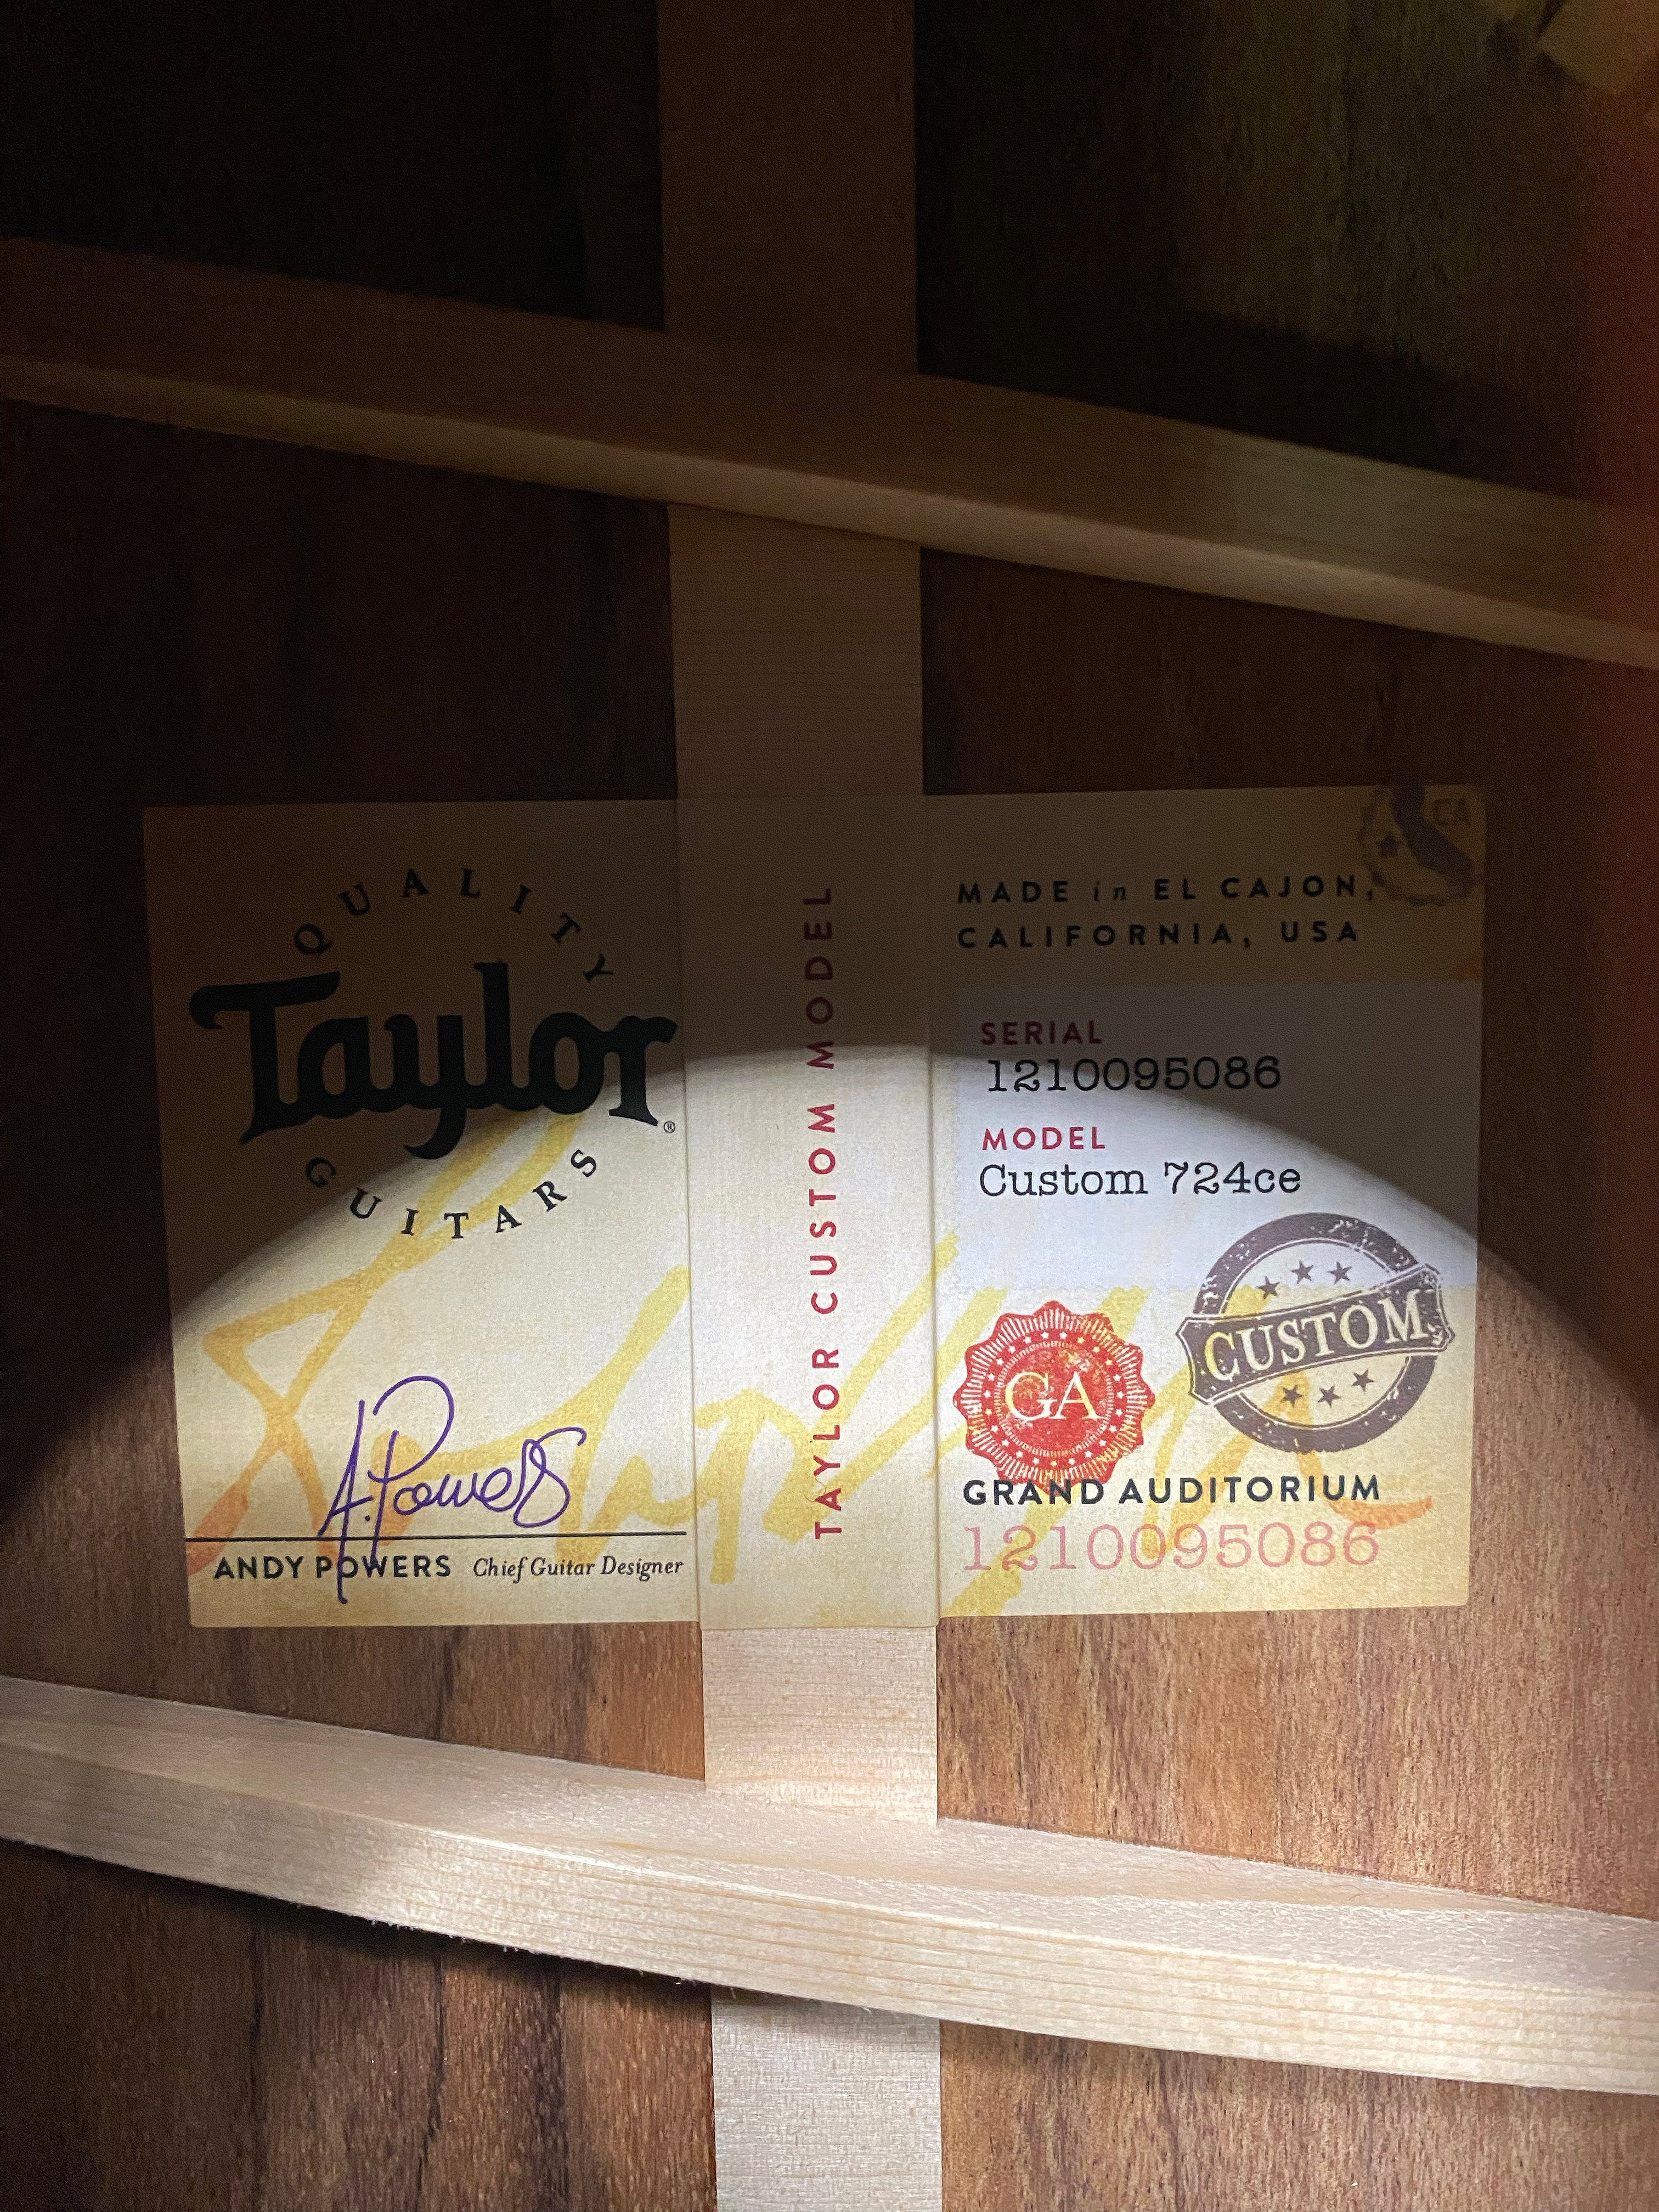 QUALITY
Taylor®
GUITARS
A.Powers
ANDY POWERS Chief Guitar Designer
TAYLOR CUSTOM MODEL
CA
MADE in EL CAJON,
CALIFORNIA, USA
SERIAL
1210095086
MODEL
Custom 724ce
CUSTOM
GA
GRAND AUDITORIUM
1210095086